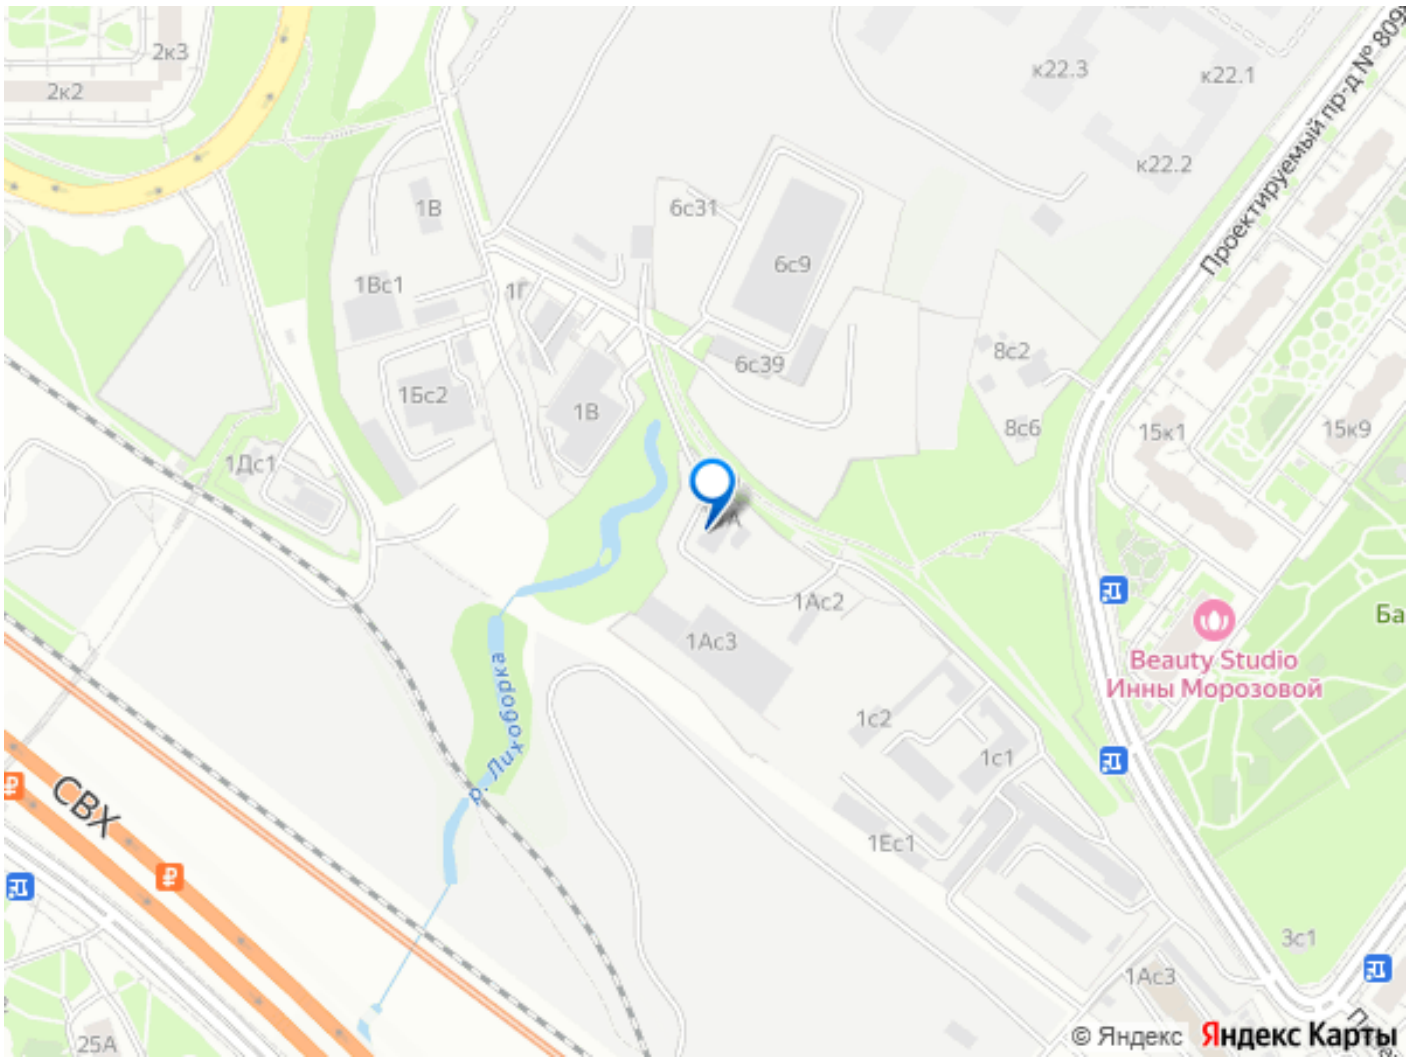 2к3
2к2
к22.3
к22.1
к22.2
Проектируемый пр-д № 809
1В
6с31
6с9
1Вс1
1Г
6с39
8с2
1Бс2
1В
8с6
15к1
15к9
1Дс1
1Ас2
1Ас3
Ба
Beauty Studio
Инны Морозовой
р. Лихоборка
1с2
1с1
СВХ
₽
₽
1Ес1
3с1
1Ас3
25А
© Яндекс
Яндекс Карты